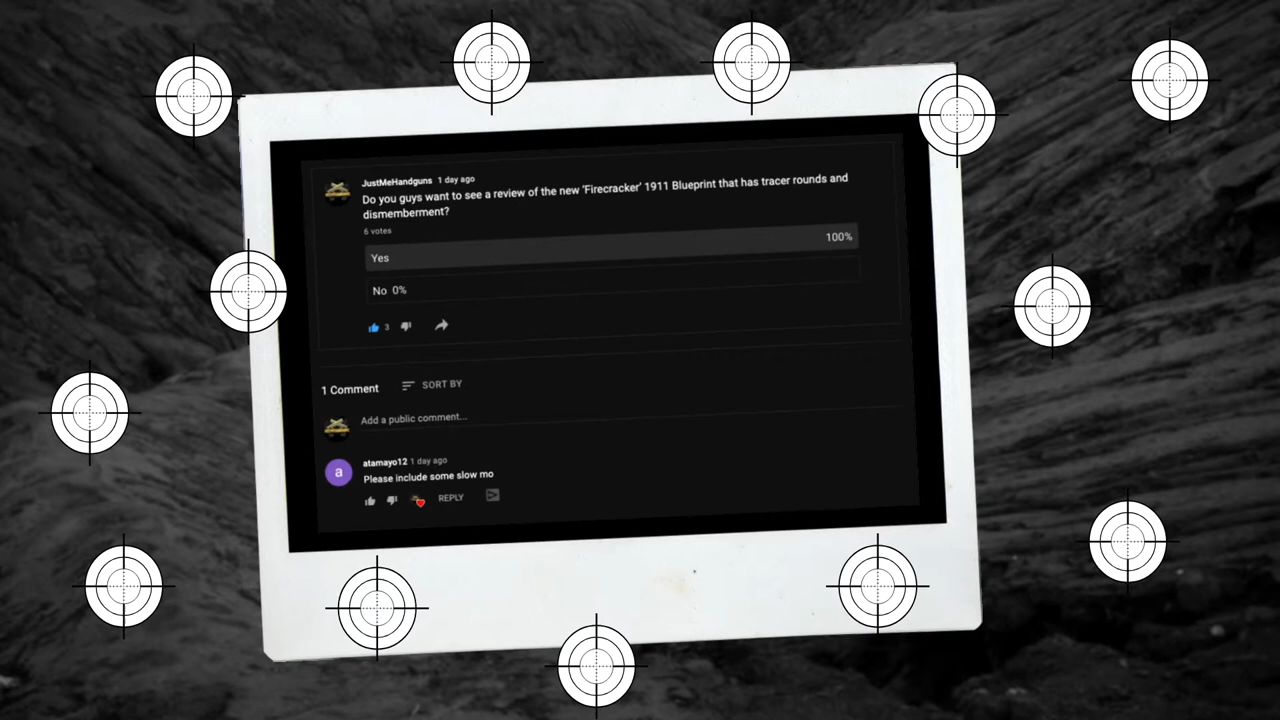 JustMeHandguns 1 day ago
Do you guys want to see a review of the new 'Firecracker' 1911 Blueprint that has tracer rounds and
dismemberment?
6 votes
Yes 100%
No 0%
3
1 Comment SORT BY
Add a public comment...
a
atamayo12 1 day ago
Please include some slow mo
REPLY